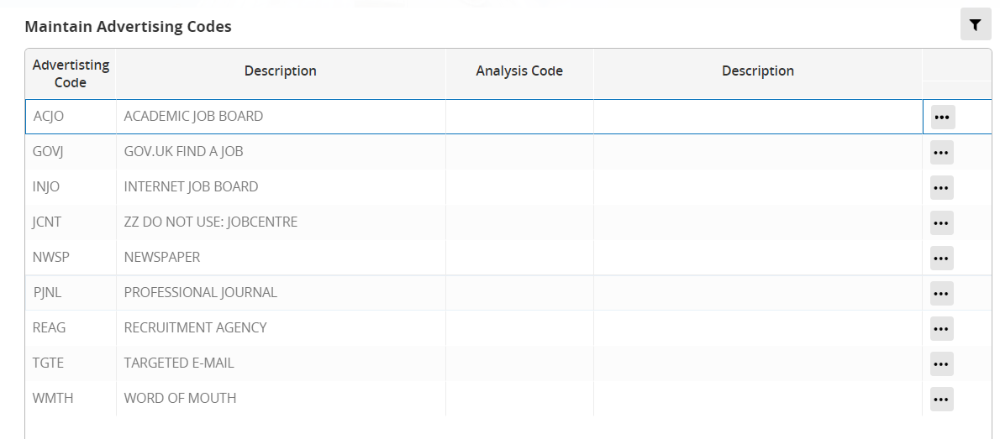 Maintain Advertising Codes
Advertisting Code Description Analysis Code Description
ACJO ACADEMIC JOB BOARD
GOVJ GOV.UK FIND A JOB
INJO INTERNET JOB BOARD
JCNT ZZ DO NOT USE: JOBCENTRE
NWSP NEWSPAPER
PJNL PROFESSIONAL JOURNAL
REAG RECRUITMENT AGENCY
TGTE TARGETED E-MAIL
WMTH WORD OF MOUTH